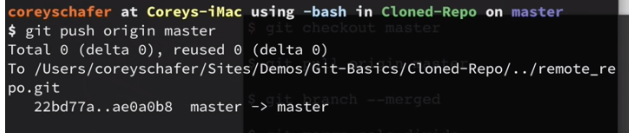 coreyschafer at Coreys-iMac using -bash in Cloned-Repo on master
$ git push origin master
$ git checkout master
Total 0 (delta 0), reused 0 (delta 0)
To /Users/coreyschafer/Sites/Demos/Git-Basics/Cloned-Repo/../remote_re
po.git
22bd77a..ae0a0b8 master -> master
$ git branch --merged